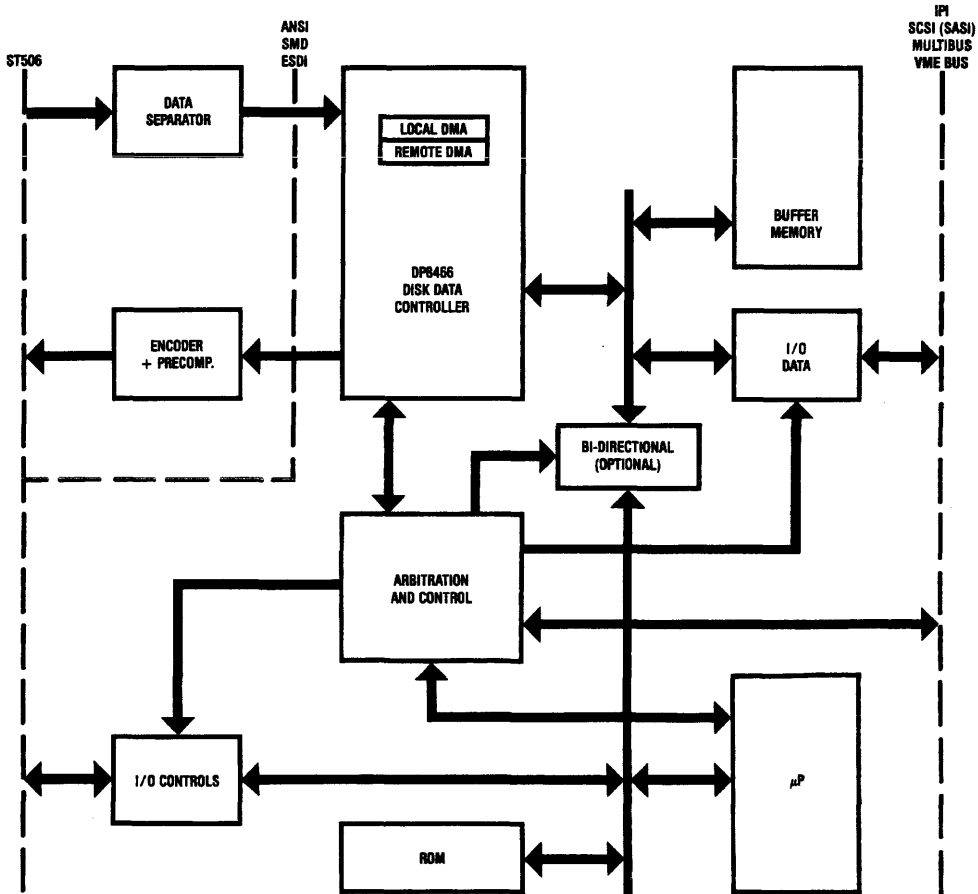 ST506
ANSI
SMD
ESDI
IPI
SCSI (SASI)
MULTIBUS
VME BUS
DATA
SEPARATOR
LOCAL DMA
REMOTE DMA
DP8466
DISK DATA
CONTROLLER
BUFFER
MEMORY
ENCODER
+ PRECOMP.
I/O
DATA
BI-DIRECTIONAL
(OPTIONAL)
ARBITRATION
AND CONTROL
I/O CONTROLS
µP
ROM